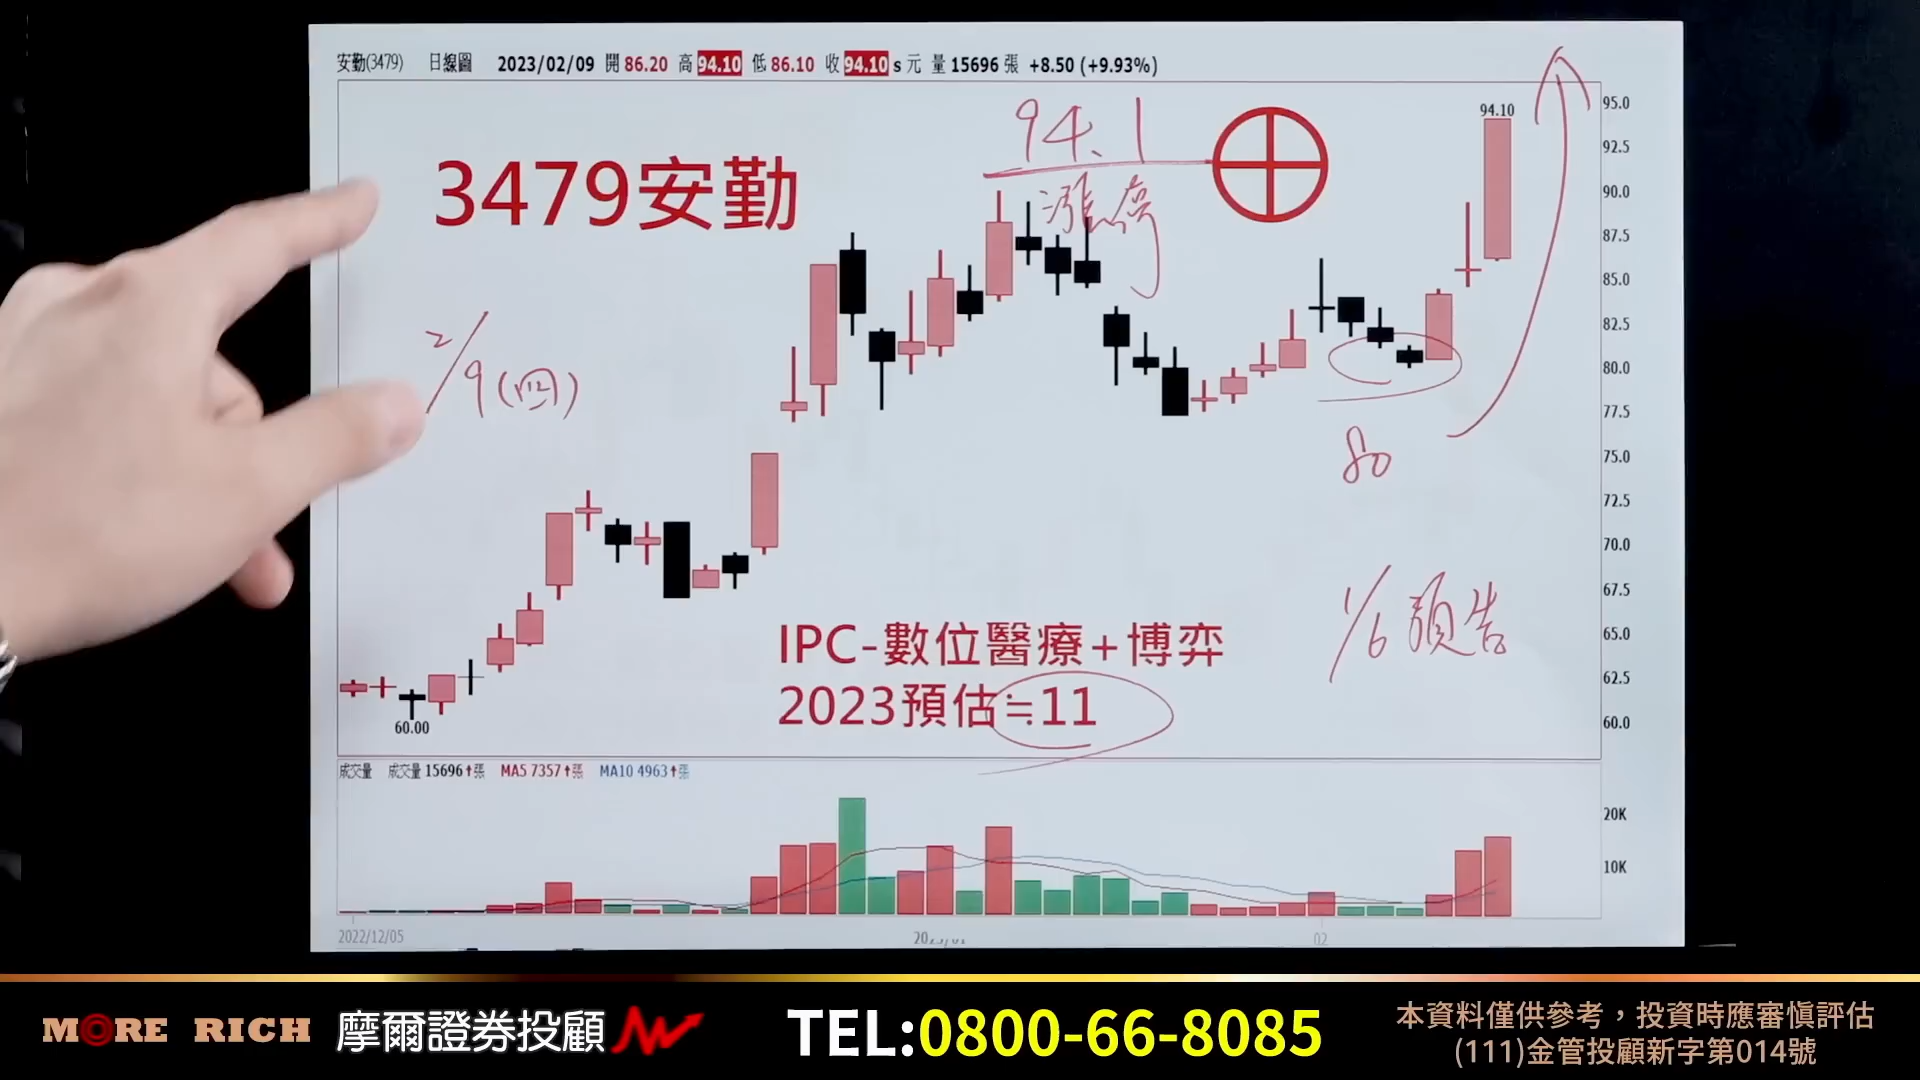 安勤(3479) 日線圖 2023/02/09 開 86.20 高 94.10 低 86.10 收 94.10 s 元 量 15696 張 +8.50 (+9.93%)
94.1
漲停
3479安勤
2/9(四)
94.10
95.0
92.5
90.0
87.5
85.0
82.5
80.0
77.5
75.0
72.5
70.0
67.5
65.0
62.5
60.0
80
1/6預告
IPC-數位醫療+博弈
2023預估≒11
60.00
成交量 成交量 15696↑張 MA5 7357↑張 MA10 4963↑張
20K
10K
2022/12/05 2023/01 02
MORE RICH 摩爾證券投顧
TEL:0800-66-8085
本資料僅供參考，投資時應審慎評估
(111)金管投顧新字第014號